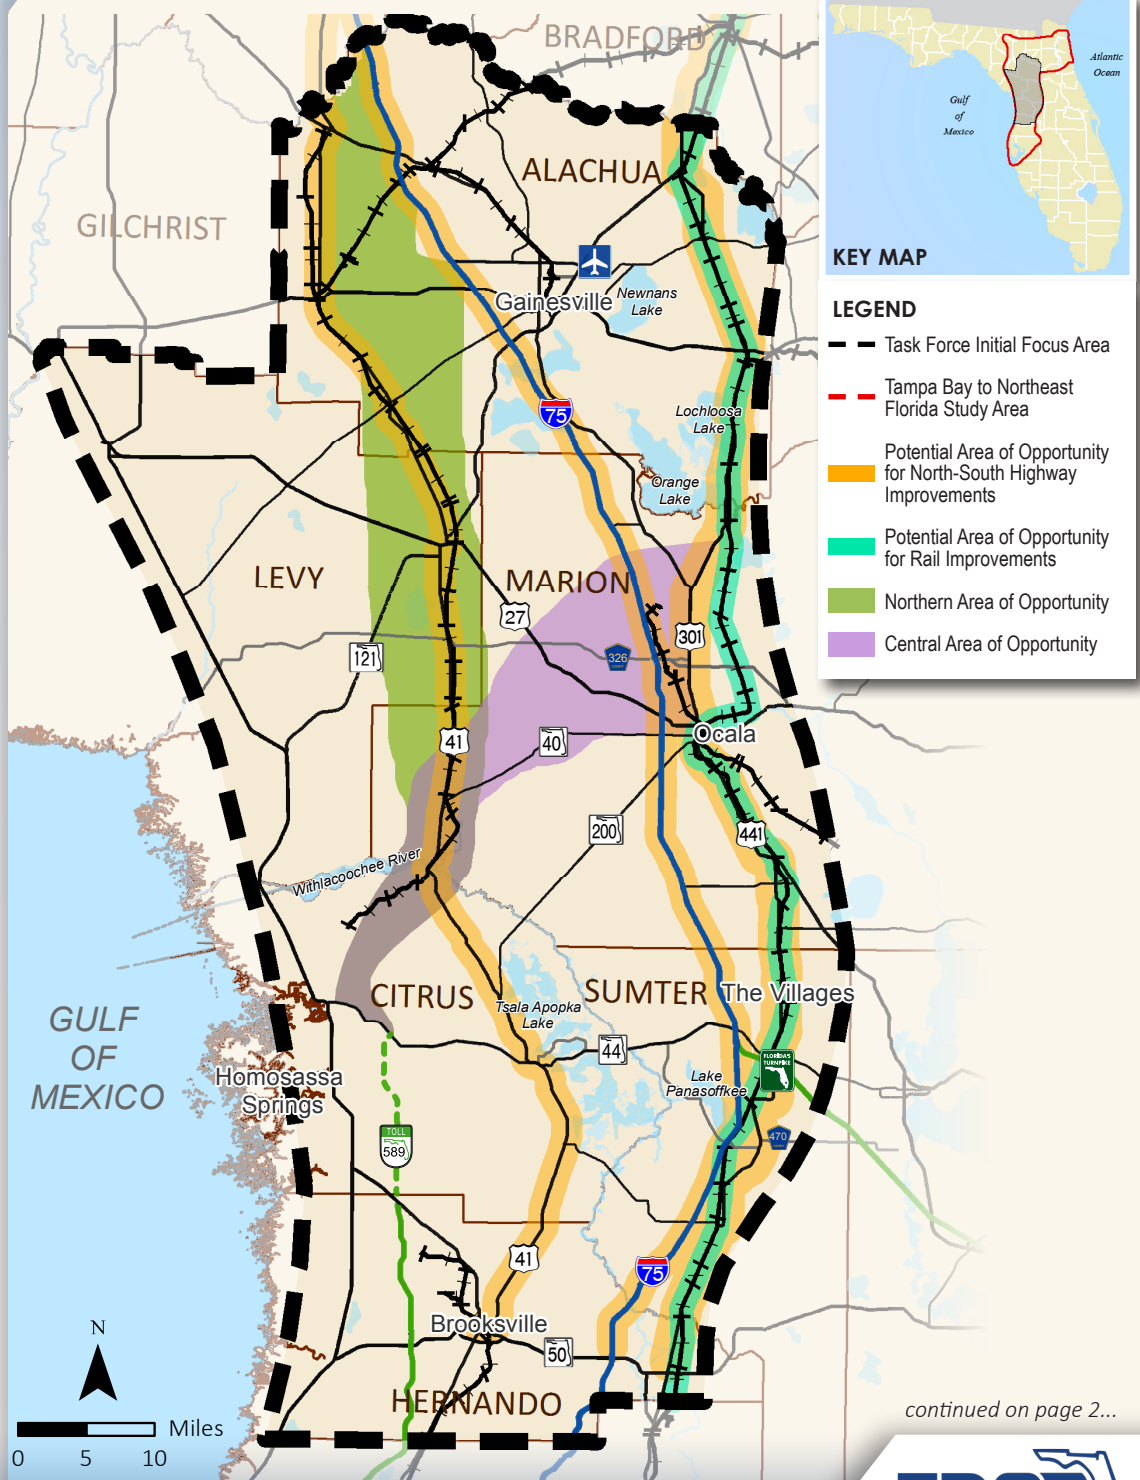 BRADFORD
ALACHUA
GILCHRIST
Gainesville
Newnans
Lake
75
Lochloosa
Lake
Orange
Lake
LEVY
MARION
27
301
326
121
41
40
Ocala
200
441
Withlacoochee River
CITRUS
SUMTER
The Villages
Tsala Apopka
Lake
44
FLORIDA'S
TURNPIKE
Lake
Panasoffkee
GULF
OF
MEXICO
Homosassa
Springs
TOLL
589
470
41
75
Brooksville
50
HERNANDO
N
Miles
0 5 10
Atlantic
Ocean
Gulf
of
Mexico
KEY MAP
LEGEND
Task Force Initial Focus Area
Tampa Bay to Northeast
Florida Study Area
Potential Area of Opportunity
for North-South Highway
Improvements
Potential Area of Opportunity
for Rail Improvements
Northern Area of Opportunity
Central Area of Opportunity
continued on page 2...